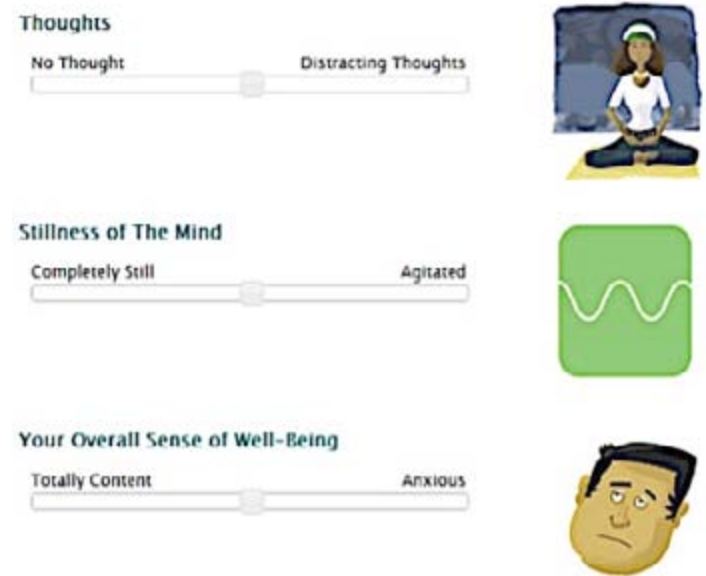 Thoughts
No Thought Distracting Thoughts
Stillness of The Mind
Completely Still Agitated
Your Overall Sense of Well-Being
Totally Content Anxious